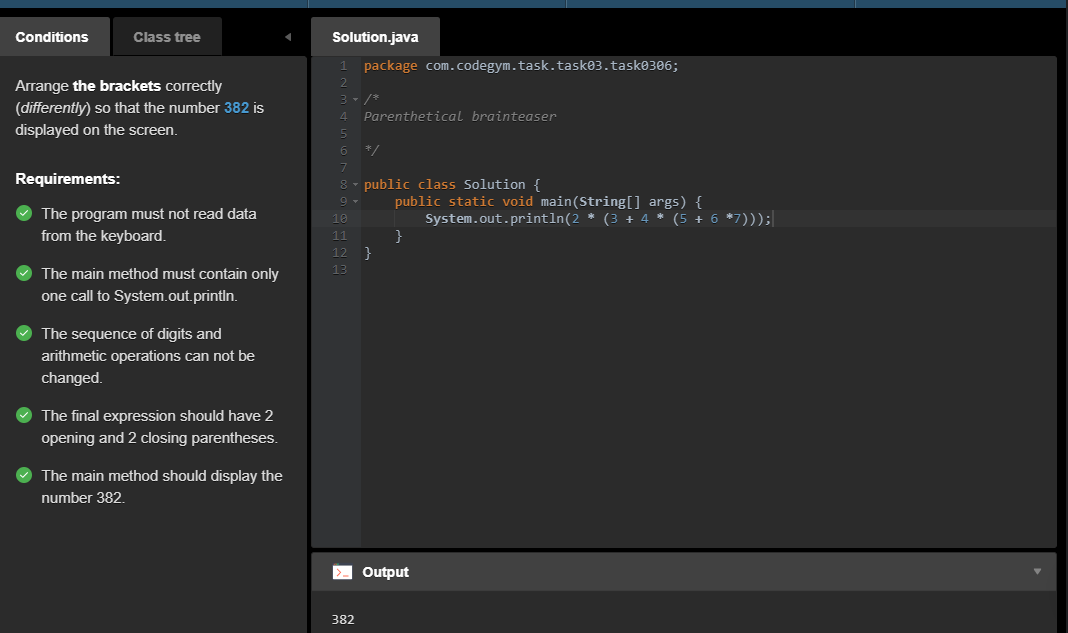 Conditions
Class tree
Arrange the brackets correctly
(differently) so that the number 382 is
displayed on the screen.
Requirements:
The program must not read data
from the keyboard.
The main method must contain only
one call to System.out.println.
The sequence of digits and
arithmetic operations can not be
changed.
The final expression should have 2
opening and 2 closing parentheses.
The main method should display the
number 382.
Solution.java
1 package com.codegym.task.task03.task0306;
2
3 /*
4 Parenthetical brainteaser
5
6 */
7
8 public class Solution {
9 public static void main(String[] args) {
10 System.out.println(2 * (3 + 4 * (5 + 6 *7)));
11 }
12 }
13
>_ Output
382